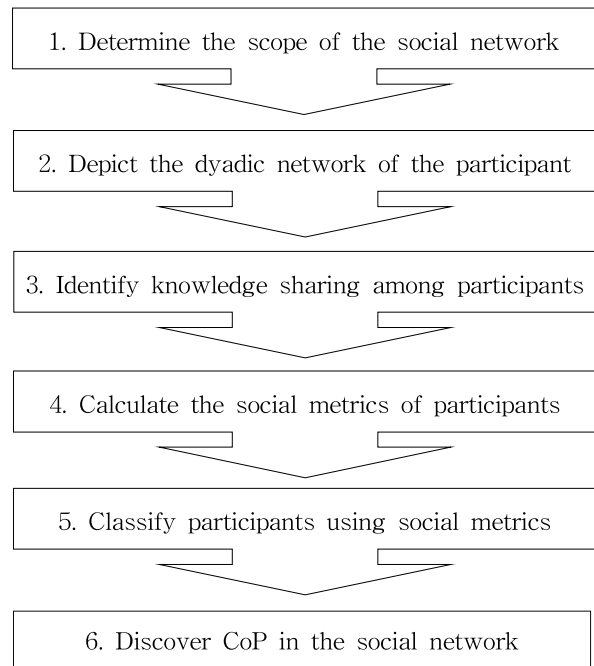 1. Determine the scope of the social network
2. Depict the dyadic network of the participant
3. Identify knowledge sharing among participants
4. Calculate the social metrics of participants
5. Classify participants using social metrics
6. Discover CoP in the social network